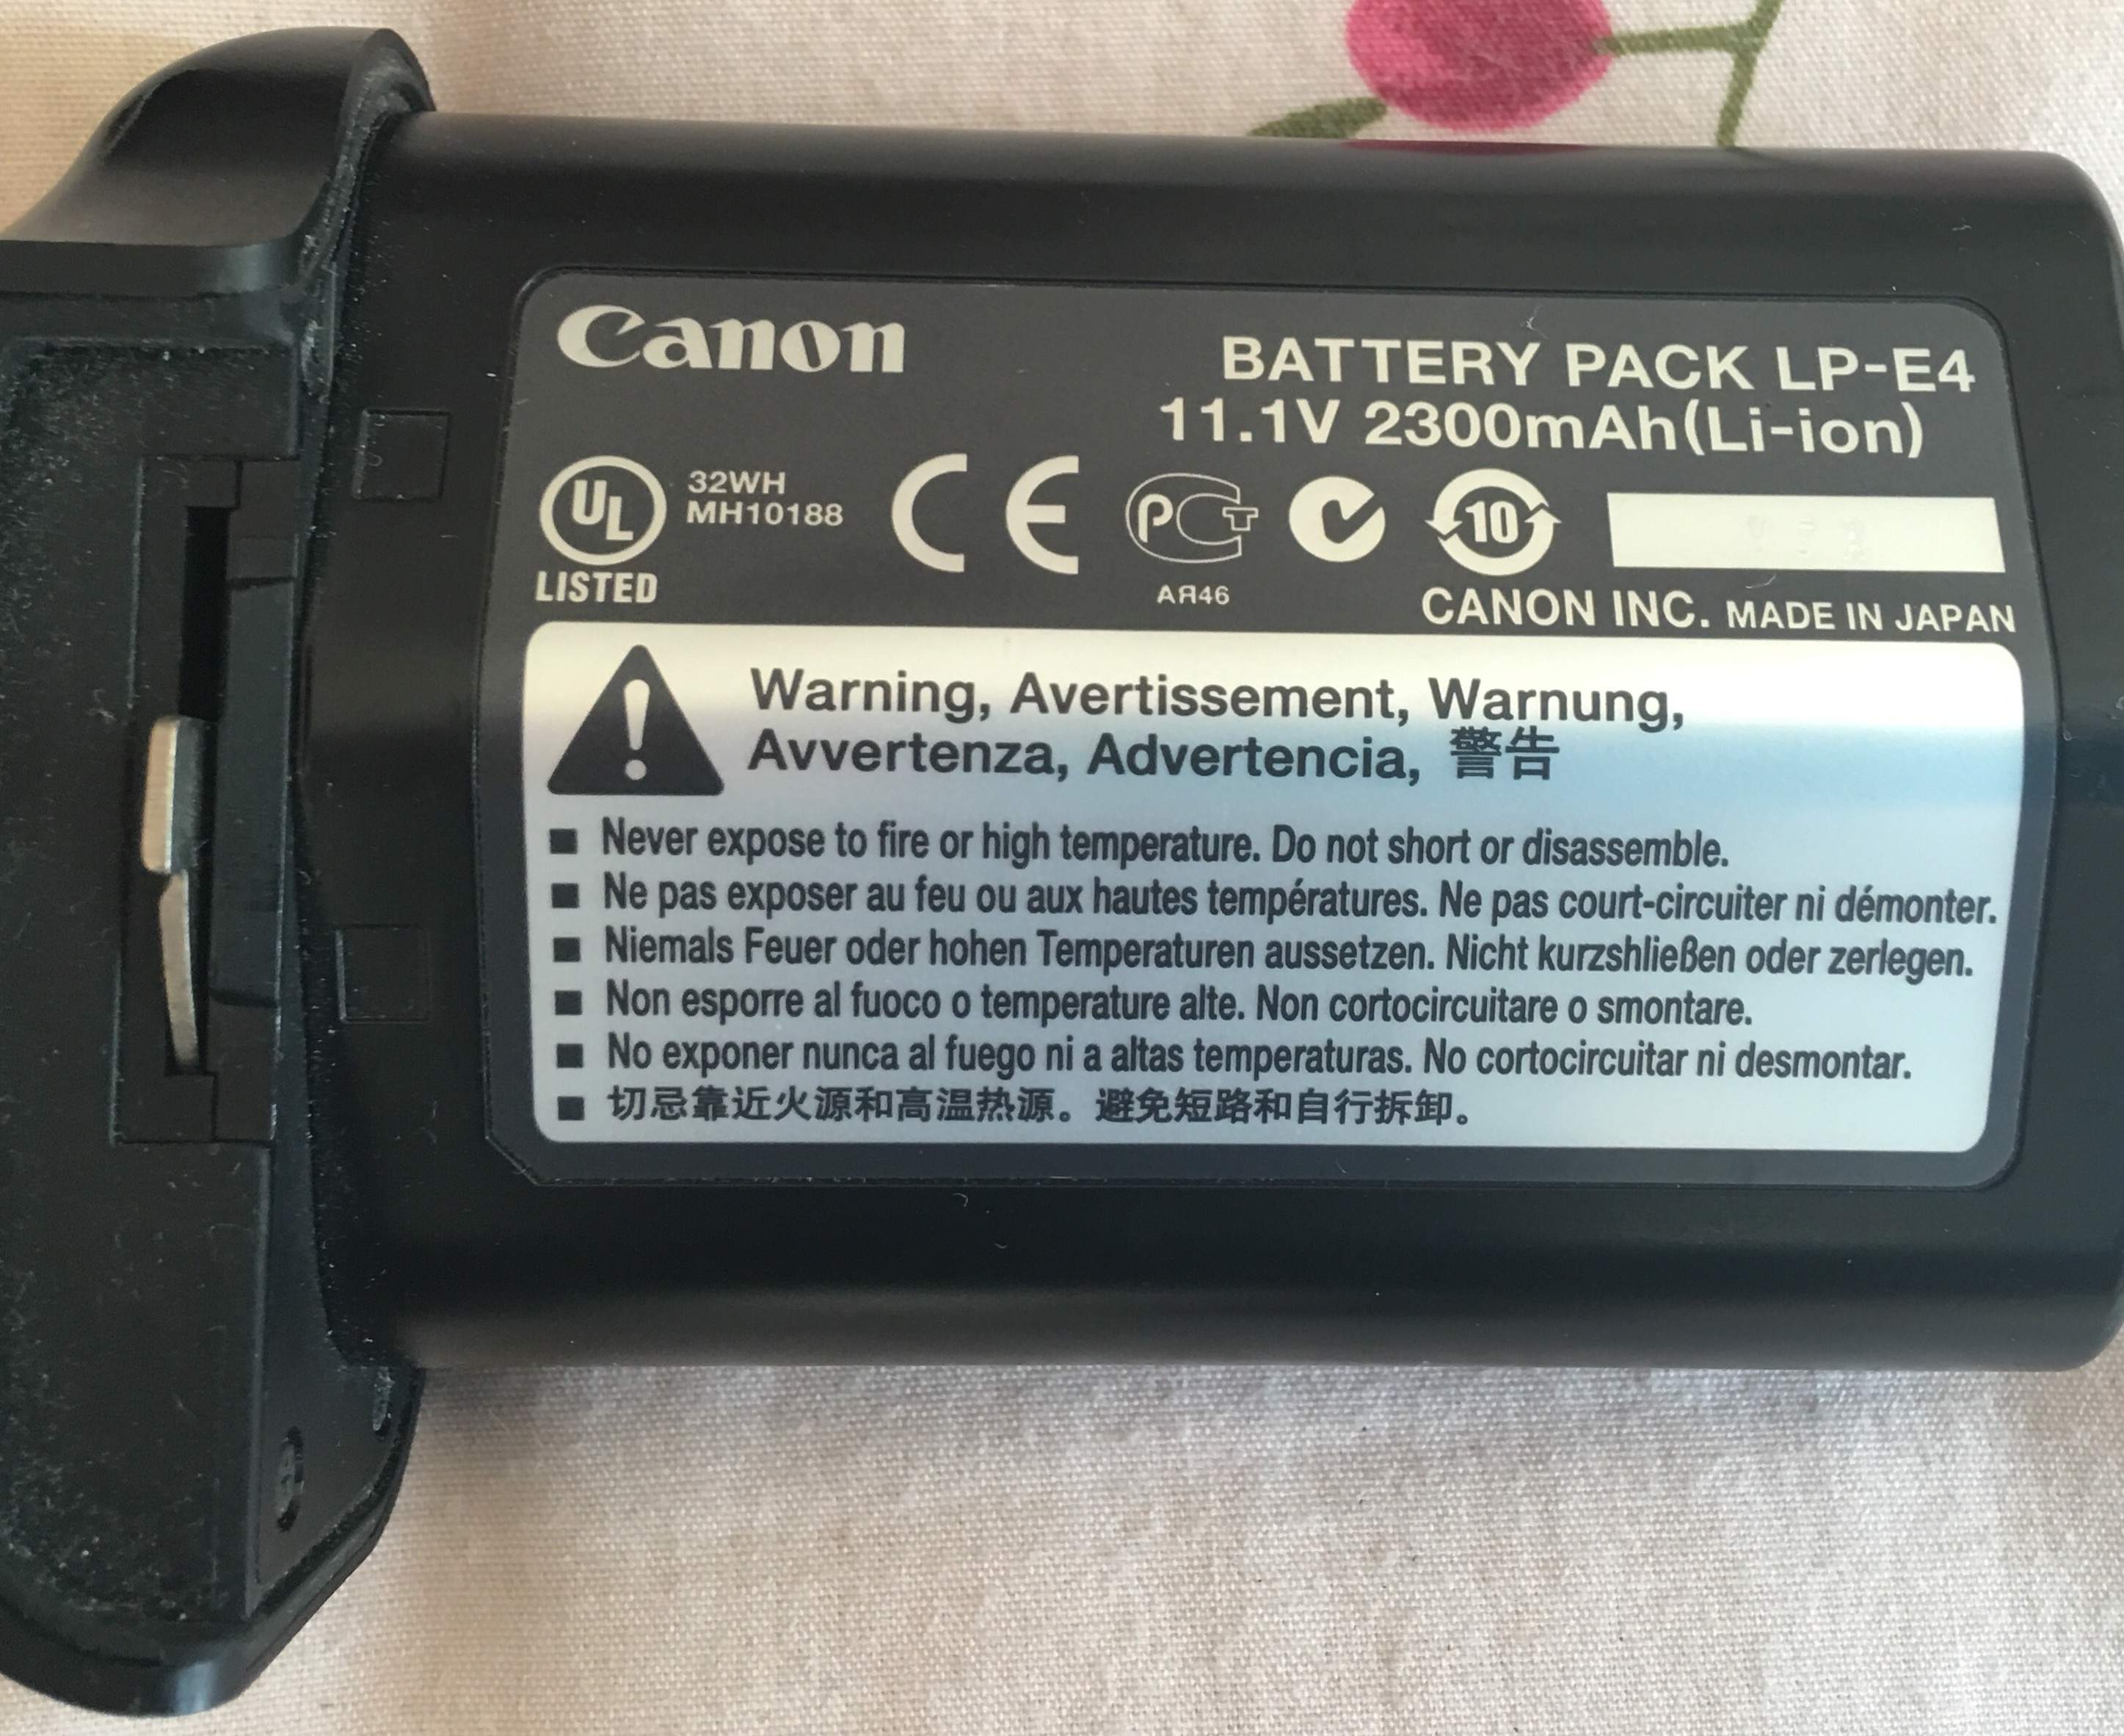 Canon
BATTERY PACK LP-E4
11.1V 2300mAh(Li-ion)
UL
LISTED
32WH
MH10188
CE
РСТ
АЯ46
10
CANON INC. MADE IN JAPAN
Warning, Avertissement, Warnung,
Avvertenza, Advertencia, 警告
■ Never expose to fire or high temperature. Do not short or disassemble.
■ Ne pas exposer au feu ou aux hautes températures. Ne pas court-circuiter ni démonter.
■ Niemals Feuer oder hohen Temperaturen aussetzen. Nicht kurzshließen oder zerlegen.
■ Non esporre al fuoco o temperature alte. Non cortocircuitare o smontare.
■ No exponer nunca al fuego ni a altas temperaturas. No cortocircuitar ni desmontar.
■ 切忌靠近火源和高温热源。避免短路和自行拆卸。